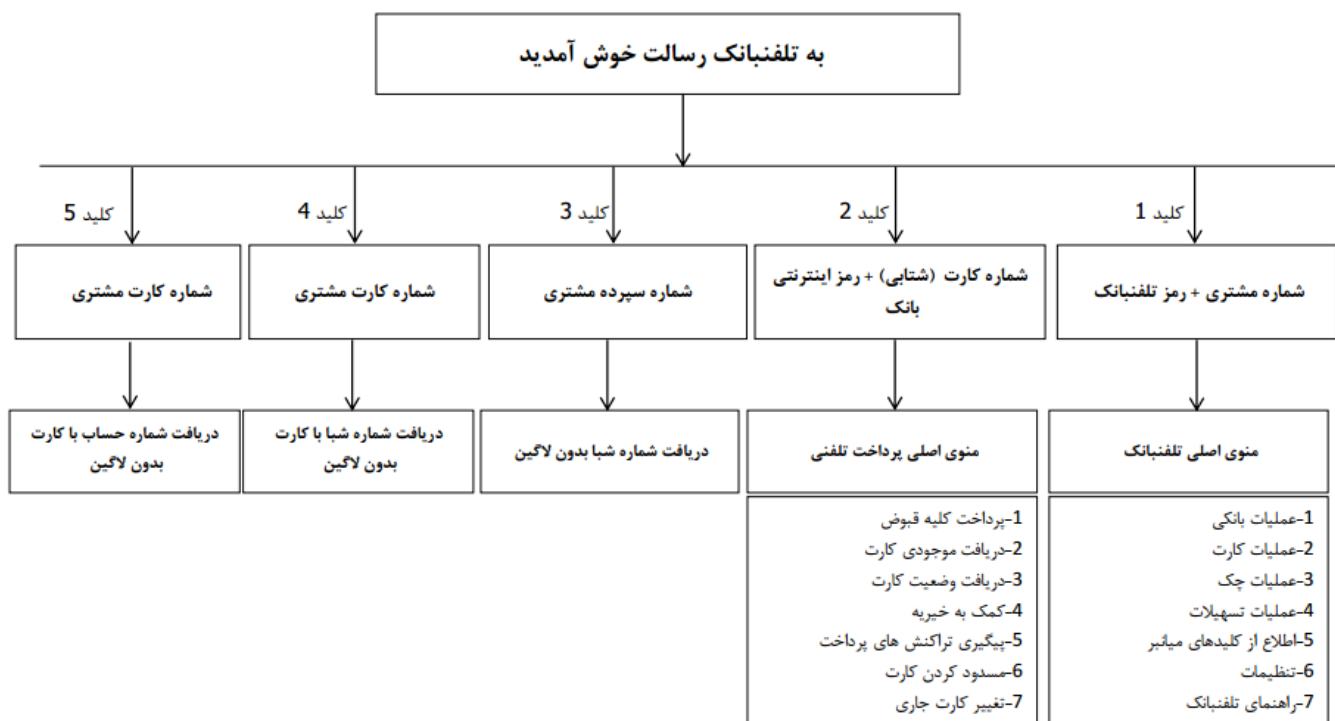 به تلفنبانک رسالت خوش آمدید
کلید 1
کلید 2
کلید 3
کلید 4
کلید 5
شماره مشتری + رمز تلفنبانک
شماره کارت (شتابی) + رمز اینترنتی
بانک
شماره سپرده مشتری
شماره کارت مشتری
شماره کارت مشتری
منوی اصلی تلفنبانک
منوی اصلی پرداخت تلفنی
دریافت شماره شبا بدون لاگین
دریافت شماره شبا با کارت
بدون لاگین
دریافت شماره حساب با کارت
بدون لاگین
1-عملیات بانکی
2-عملیات کارت
3-عملیات چک
4-عملیات تسهیلات
5-اطلاع از کلیدهای میانبر
6-تنظیمات
7-راهنمای تلفنبانک
1-پرداخت کلیه قبوض
2-دریافت موجودی کارت
3-دریافت وضعیت کارت
4-کمک به خیریه
5-پیگیری تراکنش های پرداخت
6-مسدود کردن کارت
7-تغییر کارت جاری